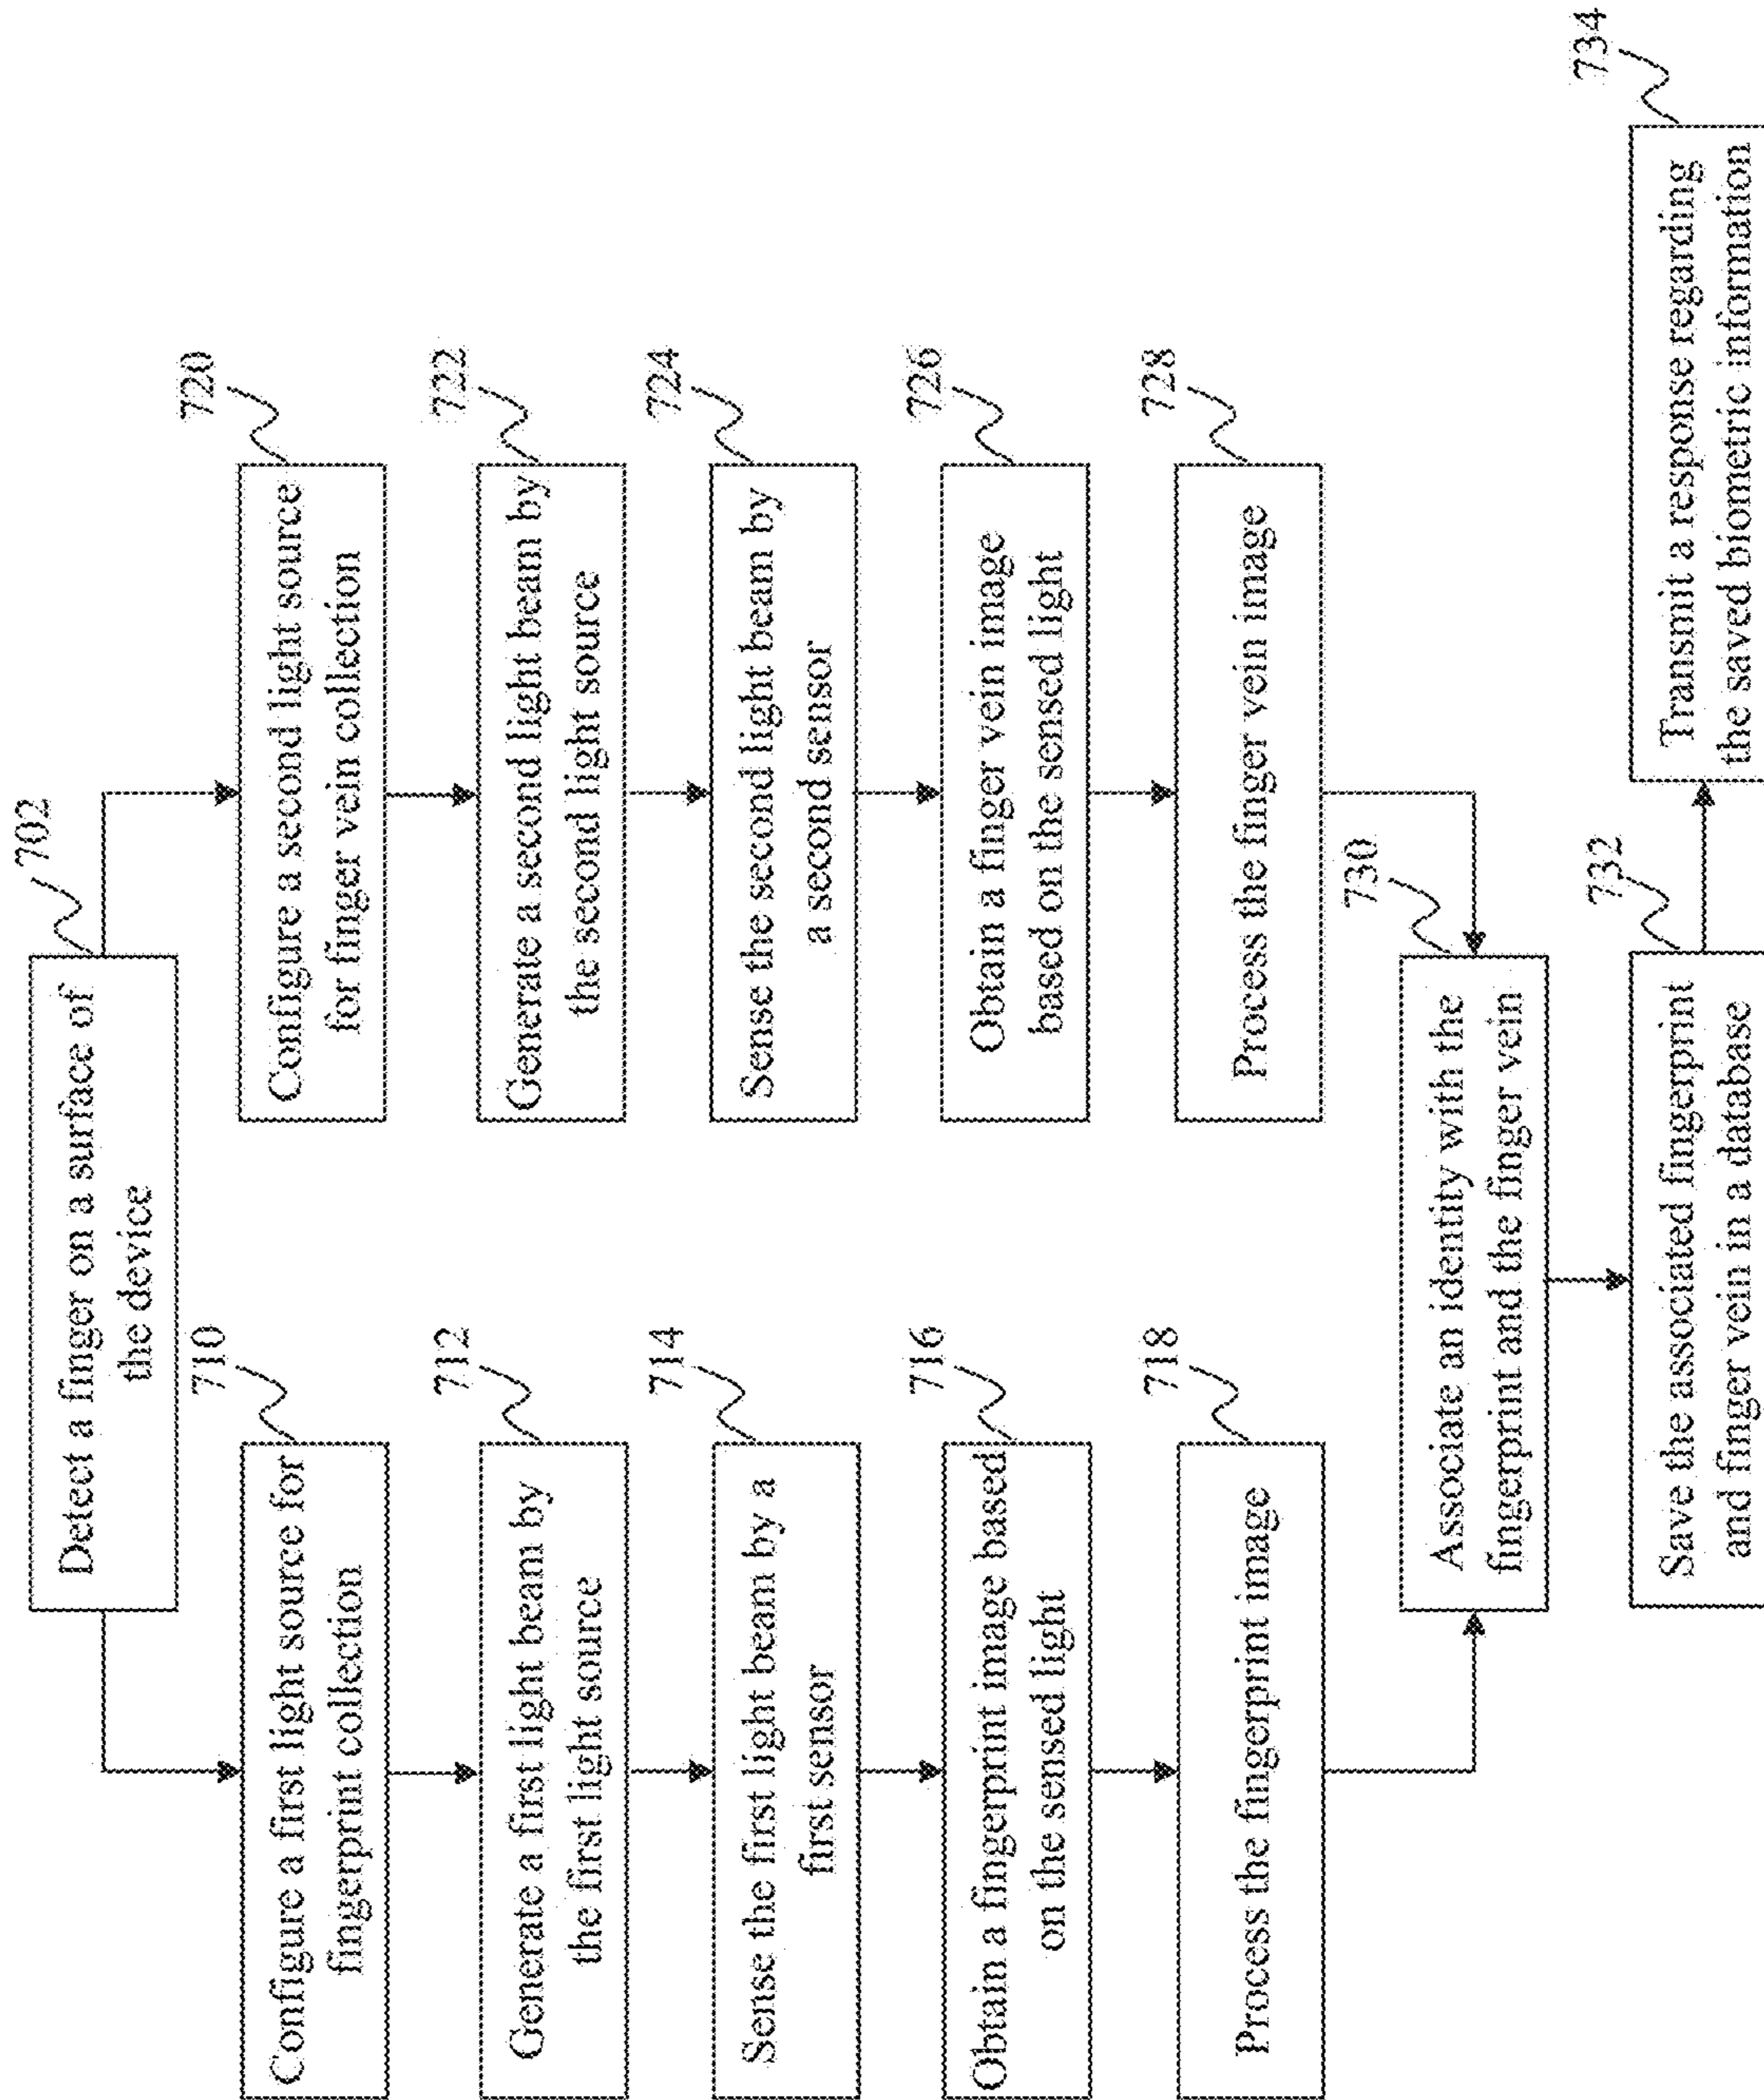 702
Detect a finger on a surface of
the device
710
Configure a first light source for
fingerprint collection
712
Generate a first light beam by
the first light source
714
Sense the first light beam by a
first sensor
716
Obtain a fingerprint image based
on the sensed light
718
Process the fingerprint image
720
Configure a second light source
for finger vein collection
722
Generate a second light beam by
the second light source
724
Sense the second light beam by
a second sensor
726
Obtain a finger vein image
based on the sensed light
728
Process the finger vein image
730
Associate an identity with the
fingerprint and the finger vein
732
Save the associated fingerprint
and finger vein in a database
734
Transmit a response regarding
the saved biometric information